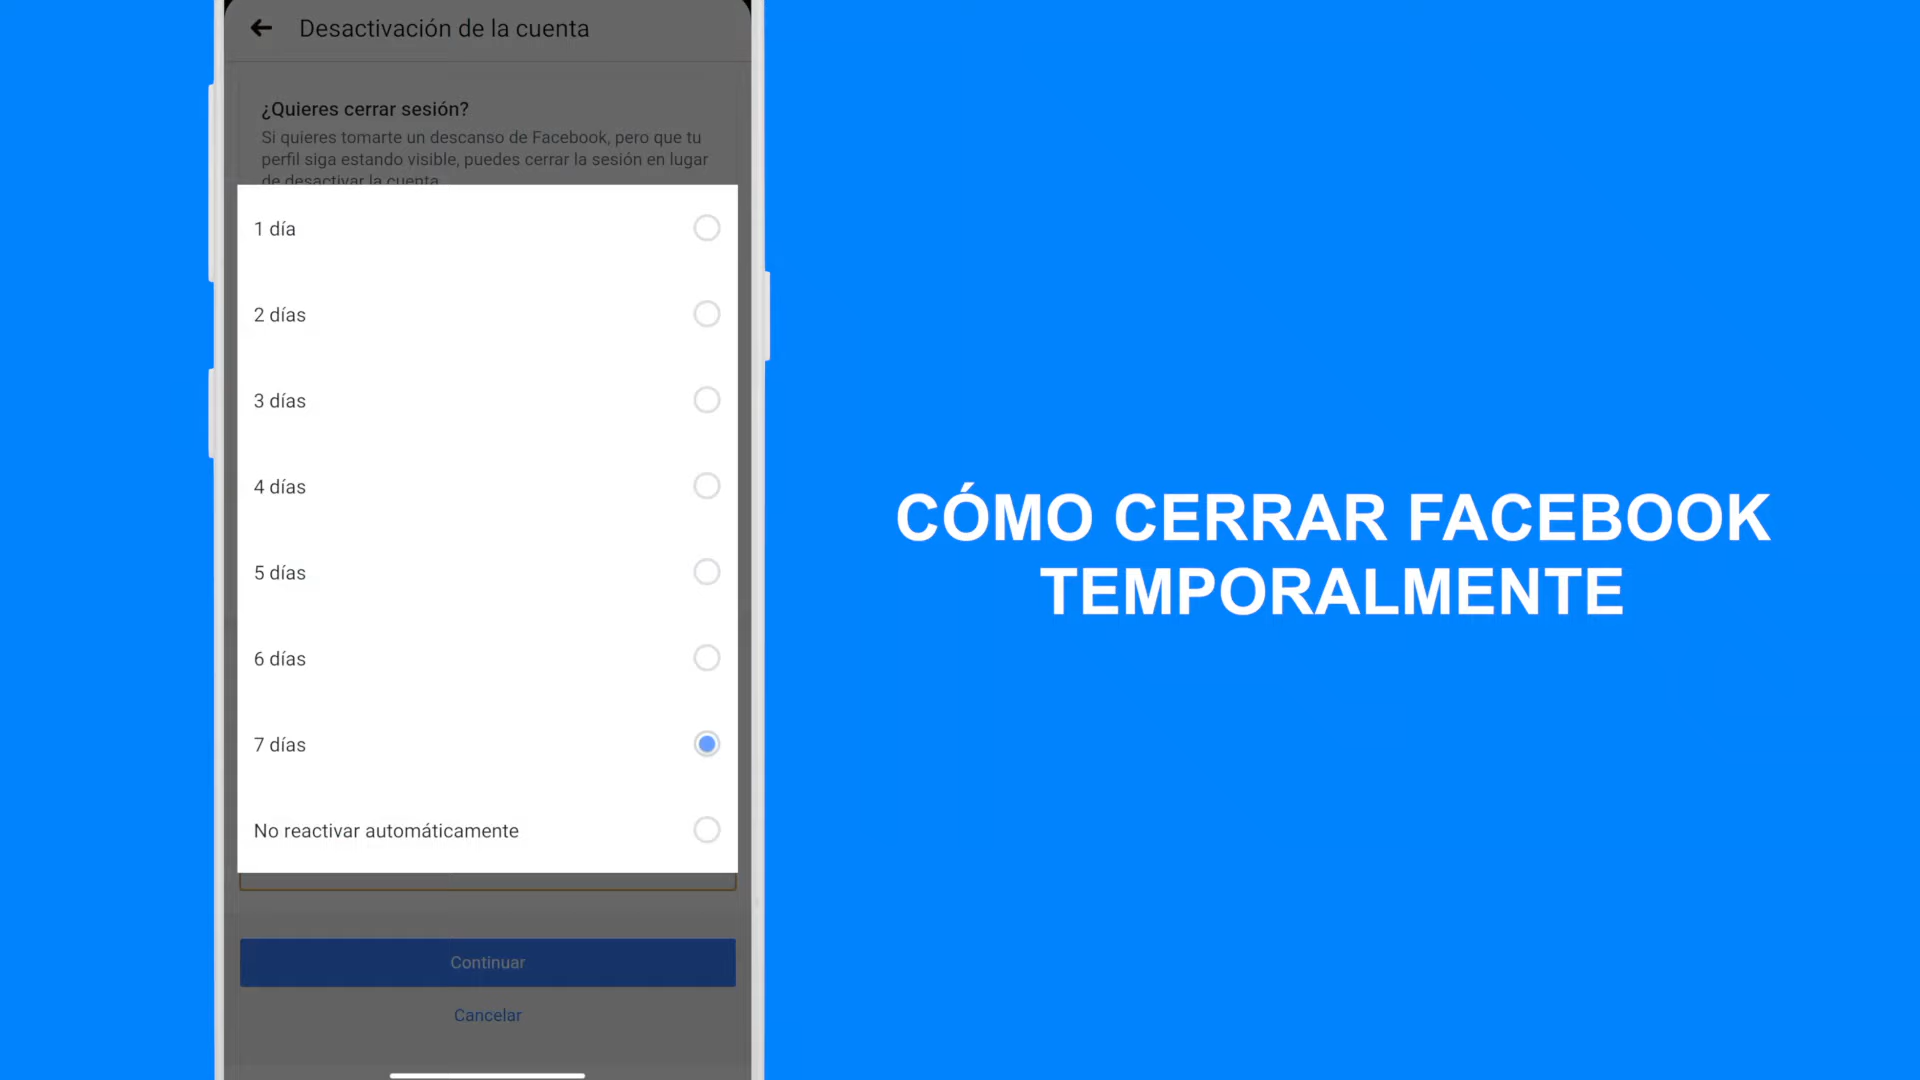 Desactivación de la cuenta
¿Quieres cerrar sesión?
Si quieres tomarte un descanso de Facebook, pero que tu
perfil siga estando visible, puedes cerrar la sesión en lugar
de desactivar la cuenta.
1 día
2 días
3 días
4 días
5 días
6 días
7 días
No reactivar automáticamente
Continuar
Cancelar
CÓMO CERRAR FACEBOOK
TEMPORALMENTE